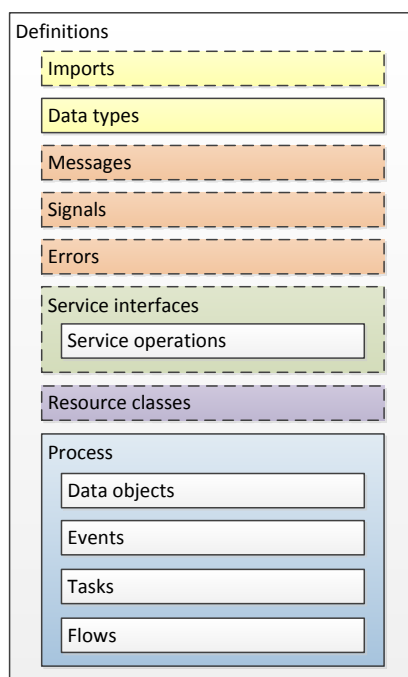 Definitions
Imports
Data types
Messages
Signals
Errors
Service interfaces
Service operations
Resource classes
Process
Data objects
Events
Tasks
Flows